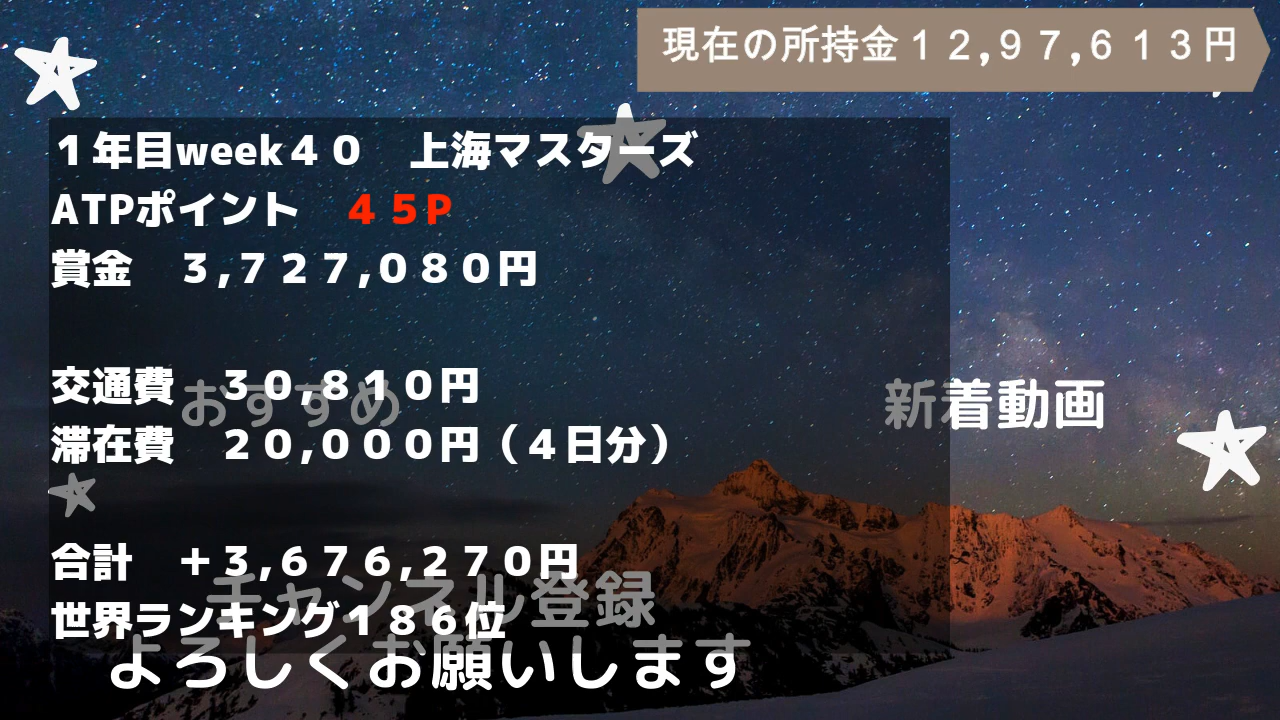 現在の所持金１２,９７,６１３円
１年目week４０　上海マスターズ
ATPポイント　４５P
賞金　３,７２７,０８０円
交通費　３０,８１０円
おすすめ
新着動画
滞在費　２０,０００円（４日分）
合計　＋３,６７６,２７０円
チャンネル登録
世界ランキング１８６位
よろしくお願いします